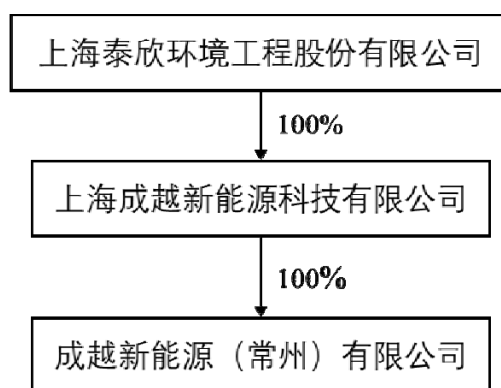 上海泰欣环境工程股份有限公司
100%
上海成越新能源科技有限公司
100%
成越新能源（常州）有限公司